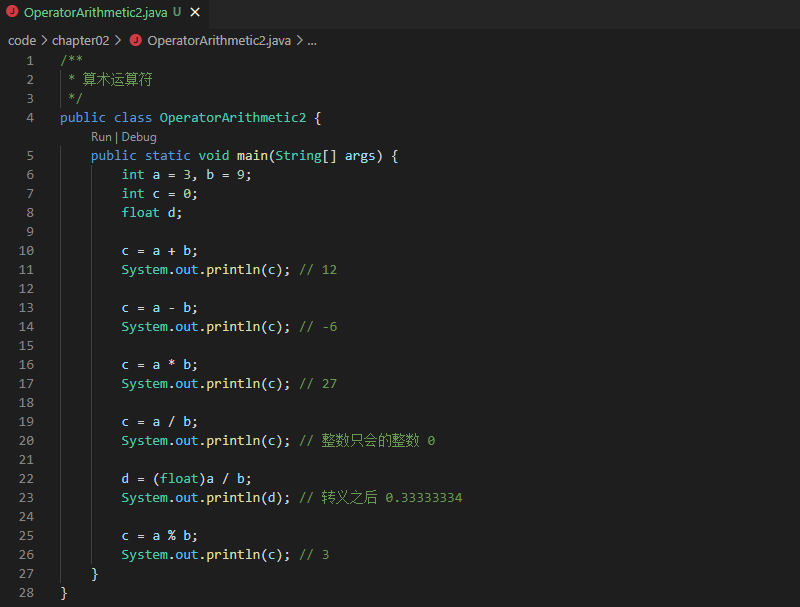 OperatorArithmetic2.java U ×
code > chapter02 > OperatorArithmetic2.java > ...
1 /**
2  * 算术运算符
3  */
4 public class OperatorArithmetic2 {
Run | Debug
5     public static void main(String[] args) {
6         int a = 3, b = 9;
7         int c = 0;
8         float d;
9
10         c = a + b;
11         System.out.println(c); // 12
12
13         c = a - b;
14         System.out.println(c); // -6
15
16         c = a * b;
17         System.out.println(c); // 27
18
19         c = a / b;
20         System.out.println(c); // 整数只会的整数 0
21
22         d = (float)a / b;
23         System.out.println(d); // 转义之后 0.33333334
24
25         c = a % b;
26         System.out.println(c); // 3
27     }
28 }